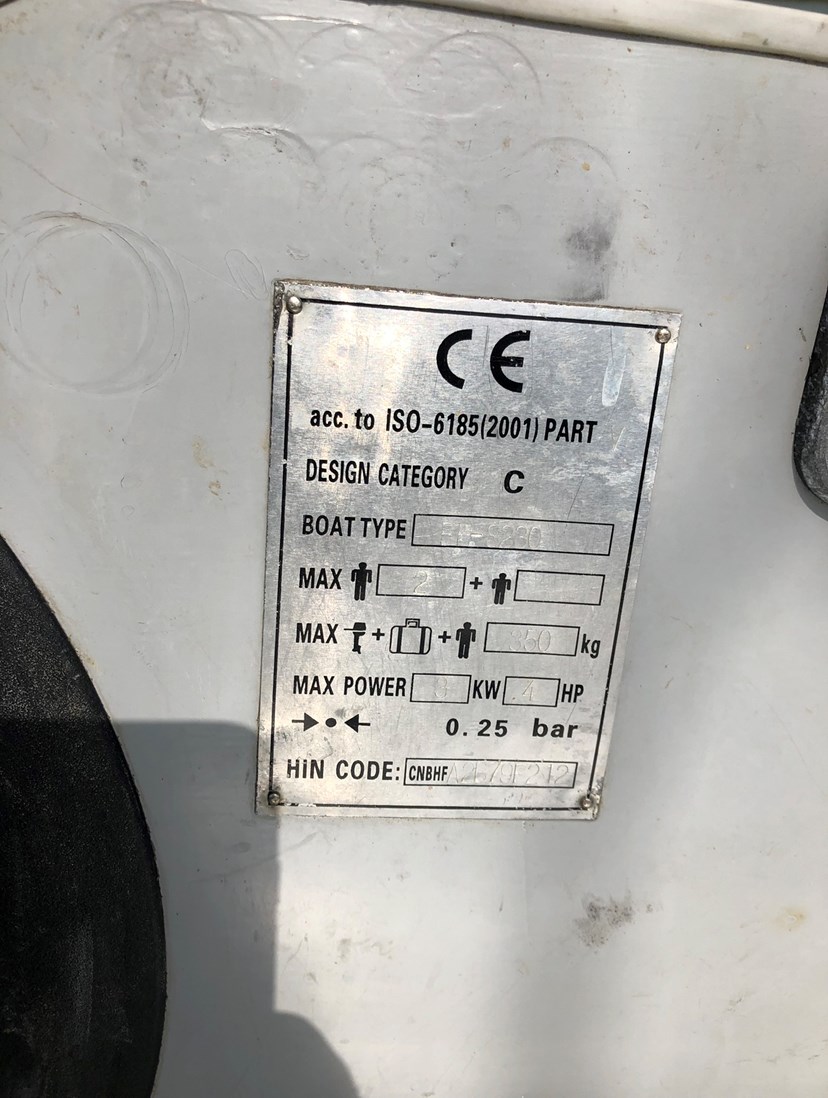 CE
acc. to ISO-6185(2001) PART
DESIGN CATEGORY C
BOAT TYPE
MAX 2 +
MAX + + 360 kg
MAX POWER KW 4 HP
0.25 bar
HiN CODE: CNBHF